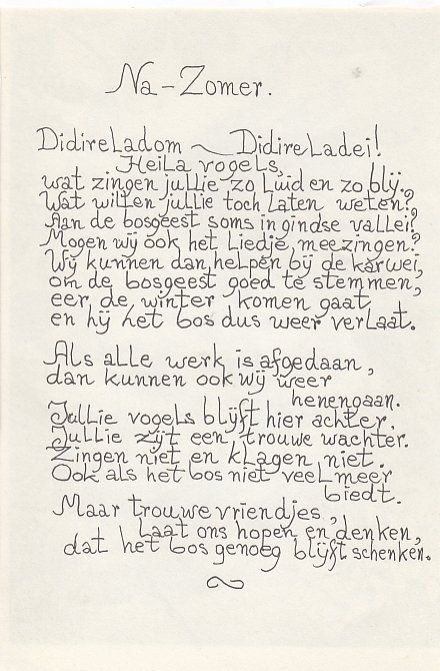 Na-Zomer.
DidireLadom ~ DidireLadei!
HeiLa vogels,
wat zingen jullie zo Luid en zo blij.
Wat willen jullie toch Laten weten?
Aan de bosgeest soms in gindse vallei?
Mogen wij ook het Liedje, meezingen?
Wij kunnen dan helpen bij de karwei,
om de bosgeest goed te stemmen,
eer de winter komen gaat
en hij het bos dus weer verlaat.
Als alle werk is afgedaan,
dan kunnen ook wij weer
henengaan.
Jullie vogels blijft hier achter.
Jullie zijt een trouwe wachter.
Zingen niet en klagen niet.
Ook als het bos niet veel meer
biedt.
Maar trouwe vriendjes,
Laat ons hopen en denken,
dat het bos genoeg blijft schenken.